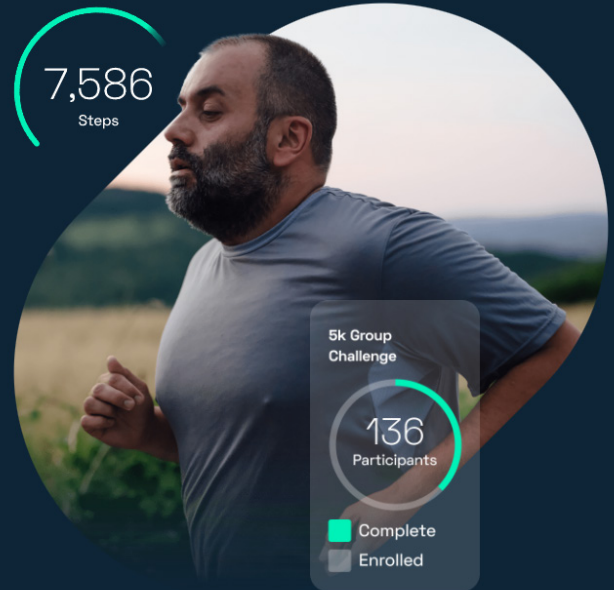 7,586
Steps
5k Group
Challenge
136
Participants
Complete
Enrolled